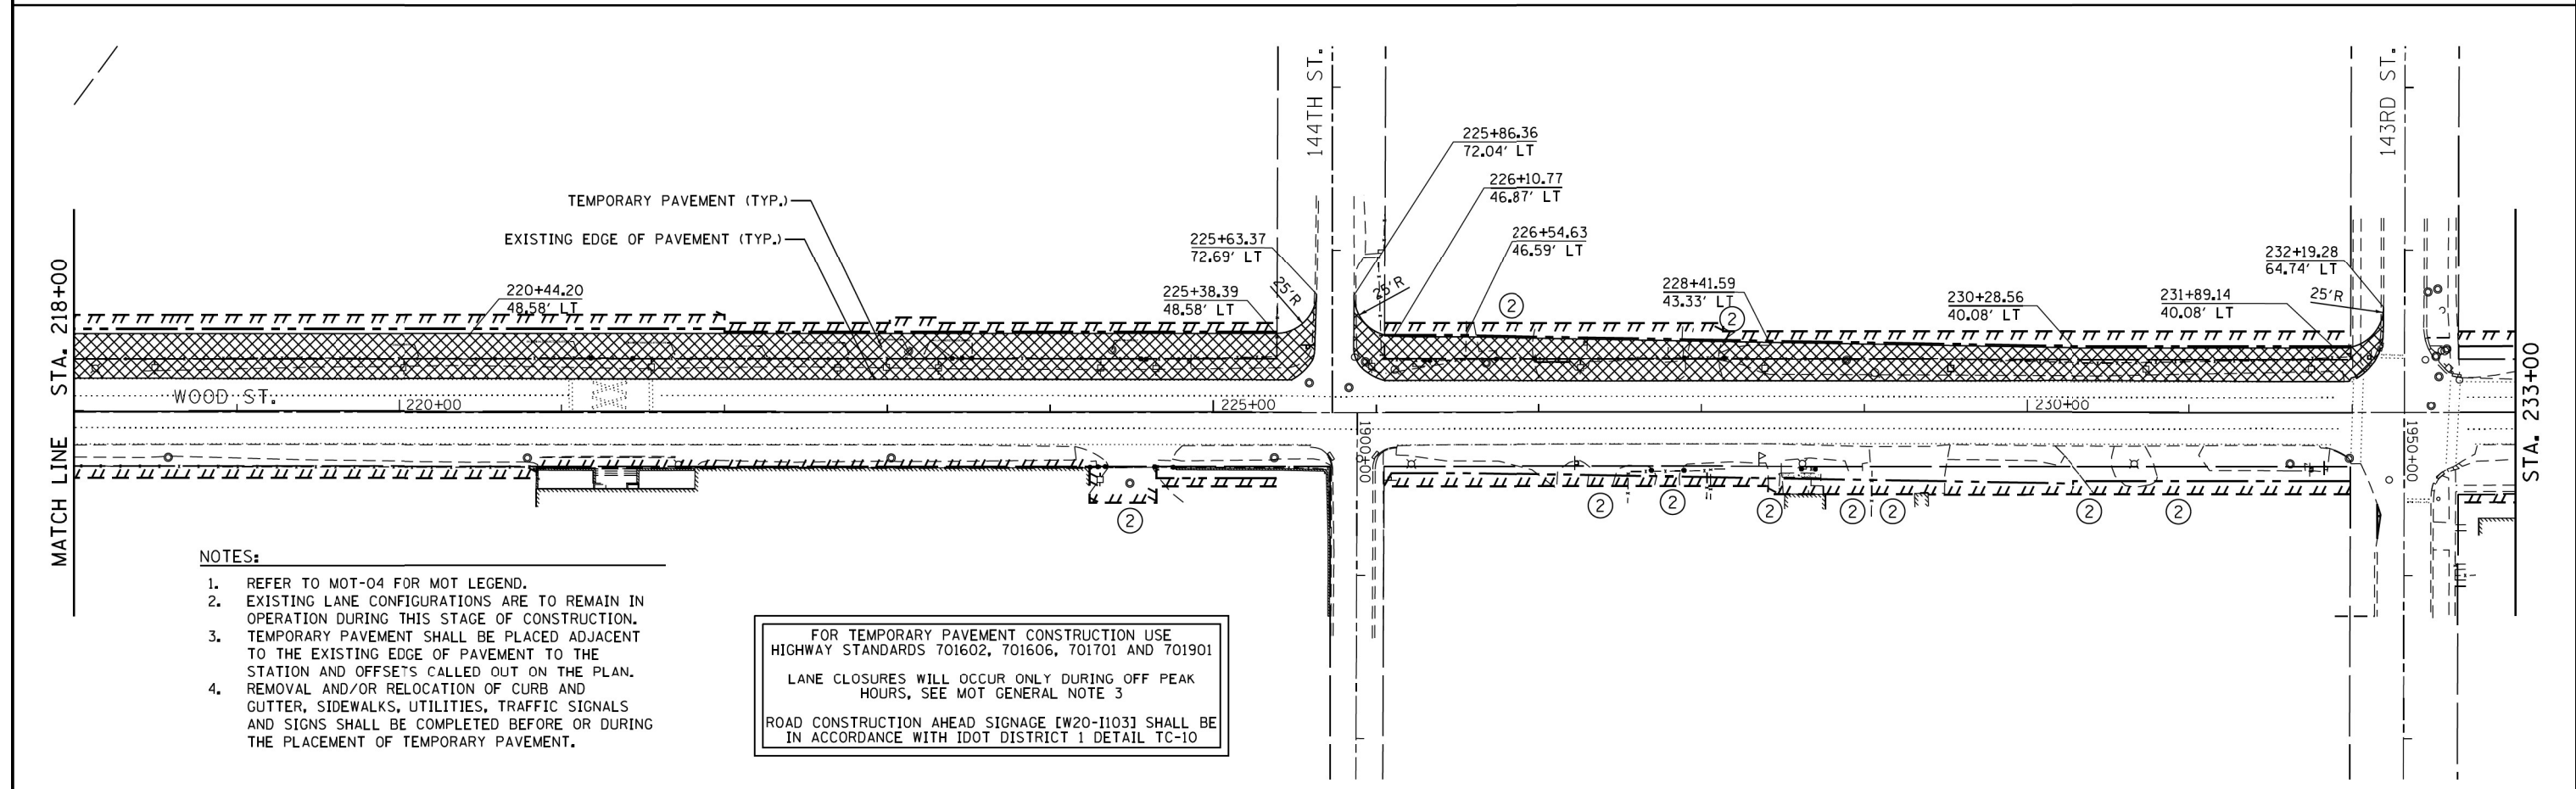 144TH ST.
143RD ST.
225+86.36
72.04' LT
226+10.77
46.87' LT
TEMPORARY PAVEMENT (TYP.)
EXISTING EDGE OF PAVEMENT (TYP.)
225+63.37
72.69' LT
226+54.63
46.59' LT
232+19.28
64.74' LT
220+44.20
48.58' LT
225+38.39
48.58' LT
25'R
25'R
2
228+41.59
43.33' LT
2
230+28.56
40.08' LT
231+89.14
40.08' LT
25'R
MATCH LINE STA. 218+00
STA. 233+00
WOOD ST.
220+00
225+00
230+00
1900+00
1950+00
2
2
2
2
2
2
2
2
NOTES:
1. REFER TO MOT-04 FOR MOT LEGEND.
2. EXISTING LANE CONFIGURATIONS ARE TO REMAIN IN
OPERATION DURING THIS STAGE OF CONSTRUCTION.
3. TEMPORARY PAVEMENT SHALL BE PLACED ADJACENT
TO THE EXISTING EDGE OF PAVEMENT TO THE
STATION AND OFFSETS CALLED OUT ON THE PLAN.
4. REMOVAL AND/OR RELOCATION OF CURB AND
GUTTER, SIDEWALKS, UTILITIES, TRAFFIC SIGNALS
AND SIGNS SHALL BE COMPLETED BEFORE OR DURING
THE PLACEMENT OF TEMPORARY PAVEMENT.
FOR TEMPORARY PAVEMENT CONSTRUCTION USE
HIGHWAY STANDARDS 701602, 701606, 701701 AND 701901
LANE CLOSURES WILL OCCUR ONLY DURING OFF PEAK
HOURS, SEE MOT GENERAL NOTE 3
ROAD CONSTRUCTION AHEAD SIGNAGE [W20-I103] SHALL BE
IN ACCORDANCE WITH IDOT DISTRICT 1 DETAIL TC-10